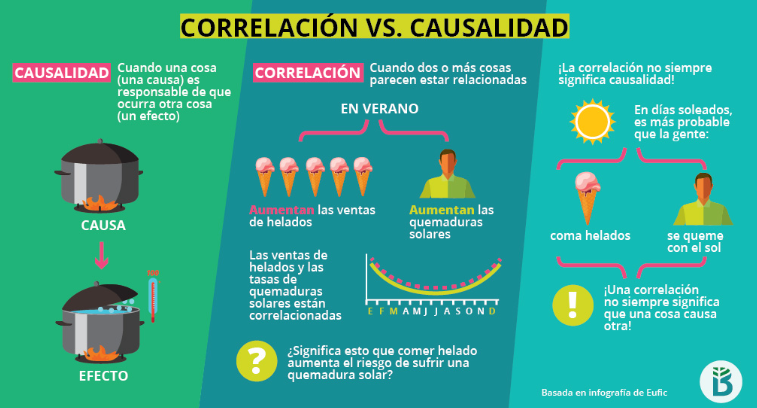 CORRELACIÓN VS. CAUSALIDAD
CAUSALIDAD
Cuando una cosa
(una causa) es
responsable de que
ocurra otra cosa
(un efecto)
CAUSA
EFECTO
CORRELACIÓN
Cuando dos o más cosas
parecen estar relacionadas
EN VERANO
Aumentan las ventas
de helados
Aumentan las
quemaduras
solares
Las ventas de
helados y las
tasas de
quemaduras
solares están
correlacionadas
E F M A M J J A S O N D
?
¿Significa esto que comer helado
aumenta el riesgo de sufrir una
quemadura solar?
¡La correlación no siempre
significa causalidad!
En días soleados,
es más probable
que la gente:
coma helados
se queme
con el sol
!
¡Una correlación
no siempre significa
que una cosa causa
otra!
Basada en infografía de Eufic
B